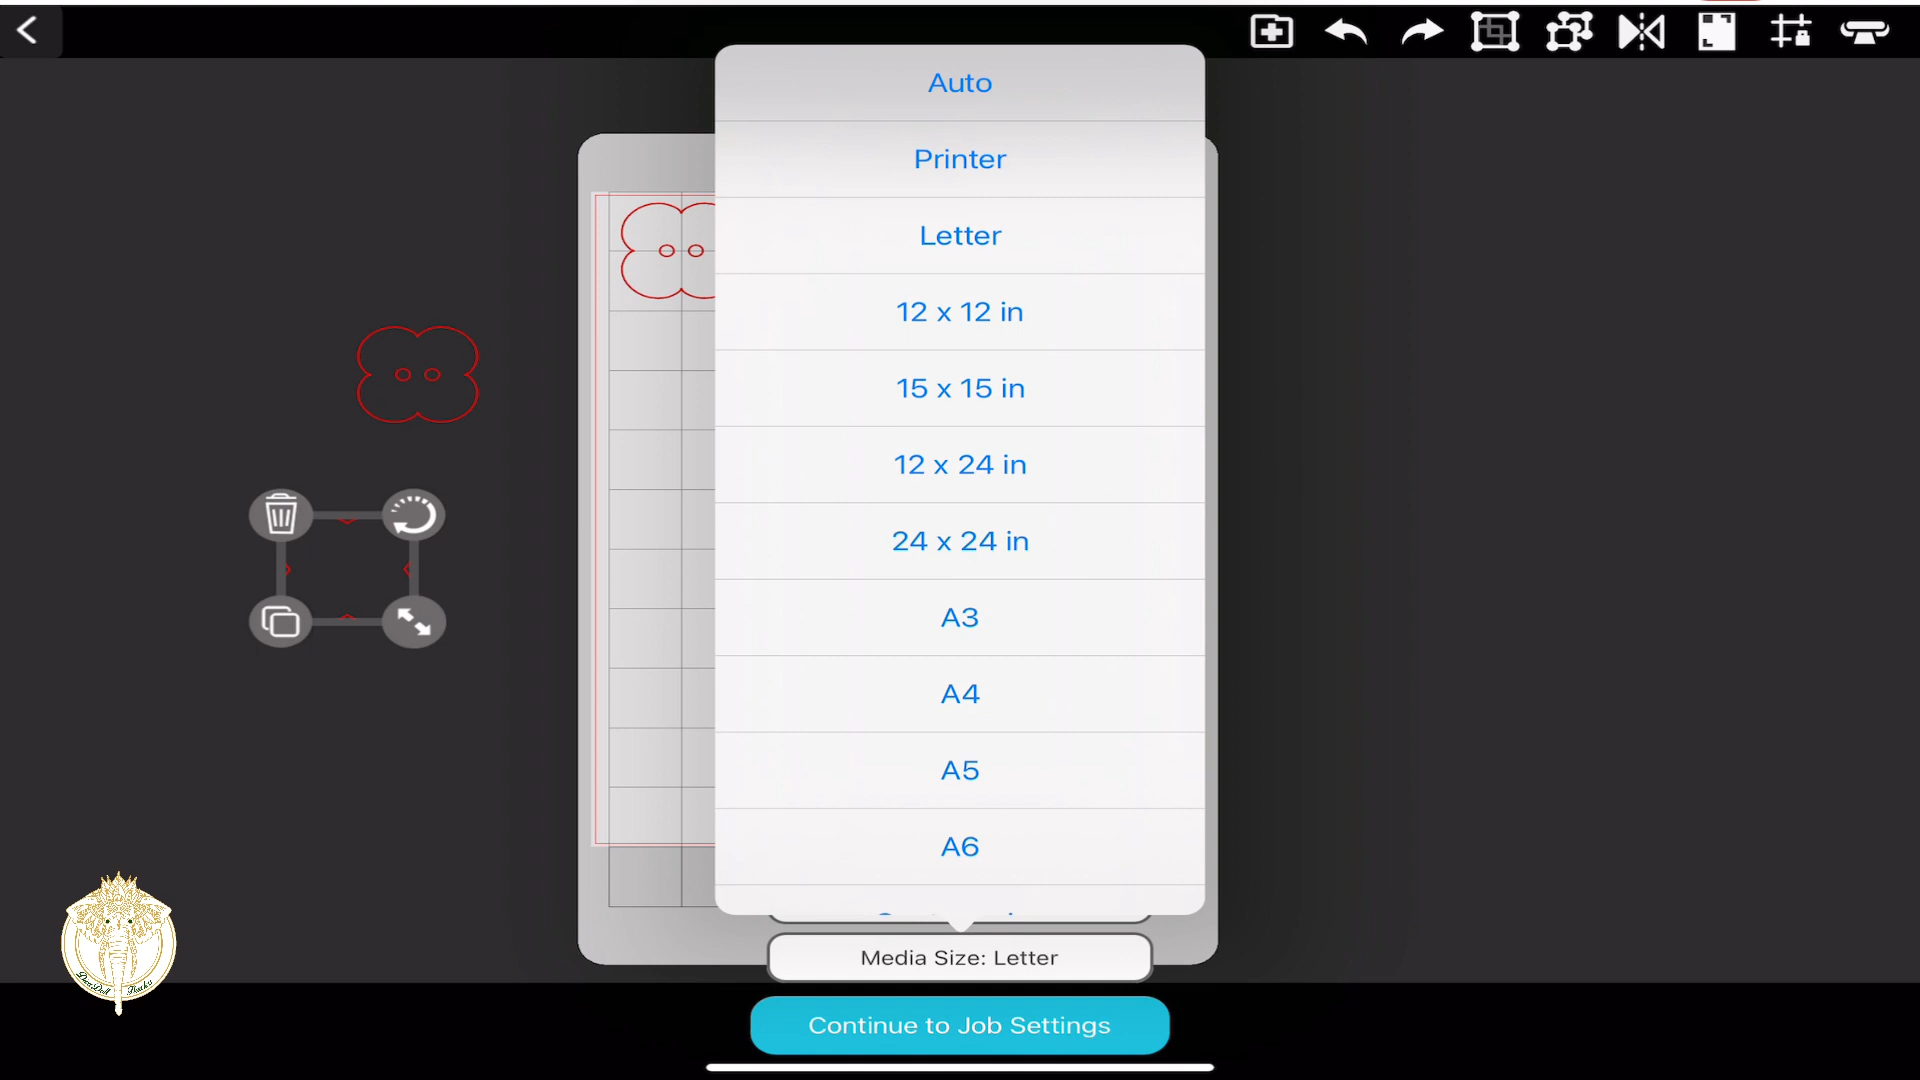 Auto
Printer
Letter
12 x 12 in
15 x 15 in
12 x 24 in
24 x 24 in
A3
A4
A5
A6
Media Size: Letter
Continue to Job Settings